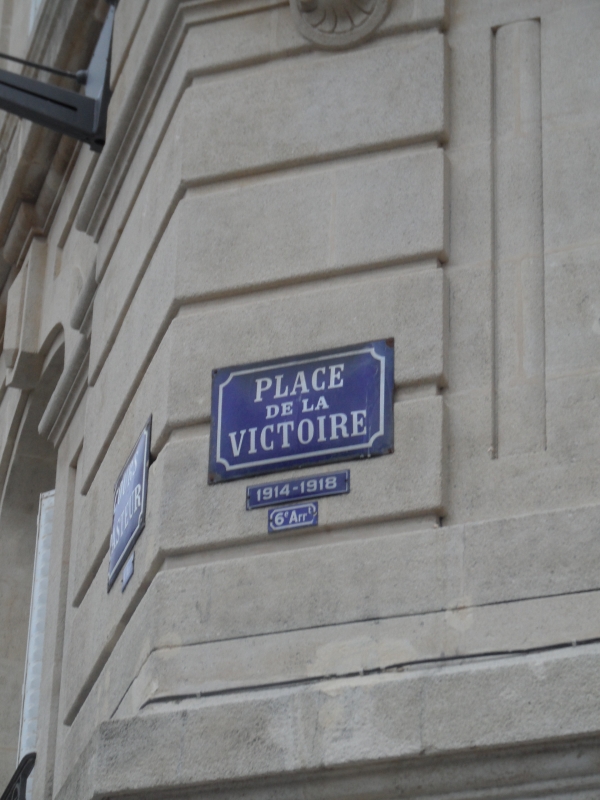 PLACE
DE LA
VICTOIRE
1914-1918
6e Arrt